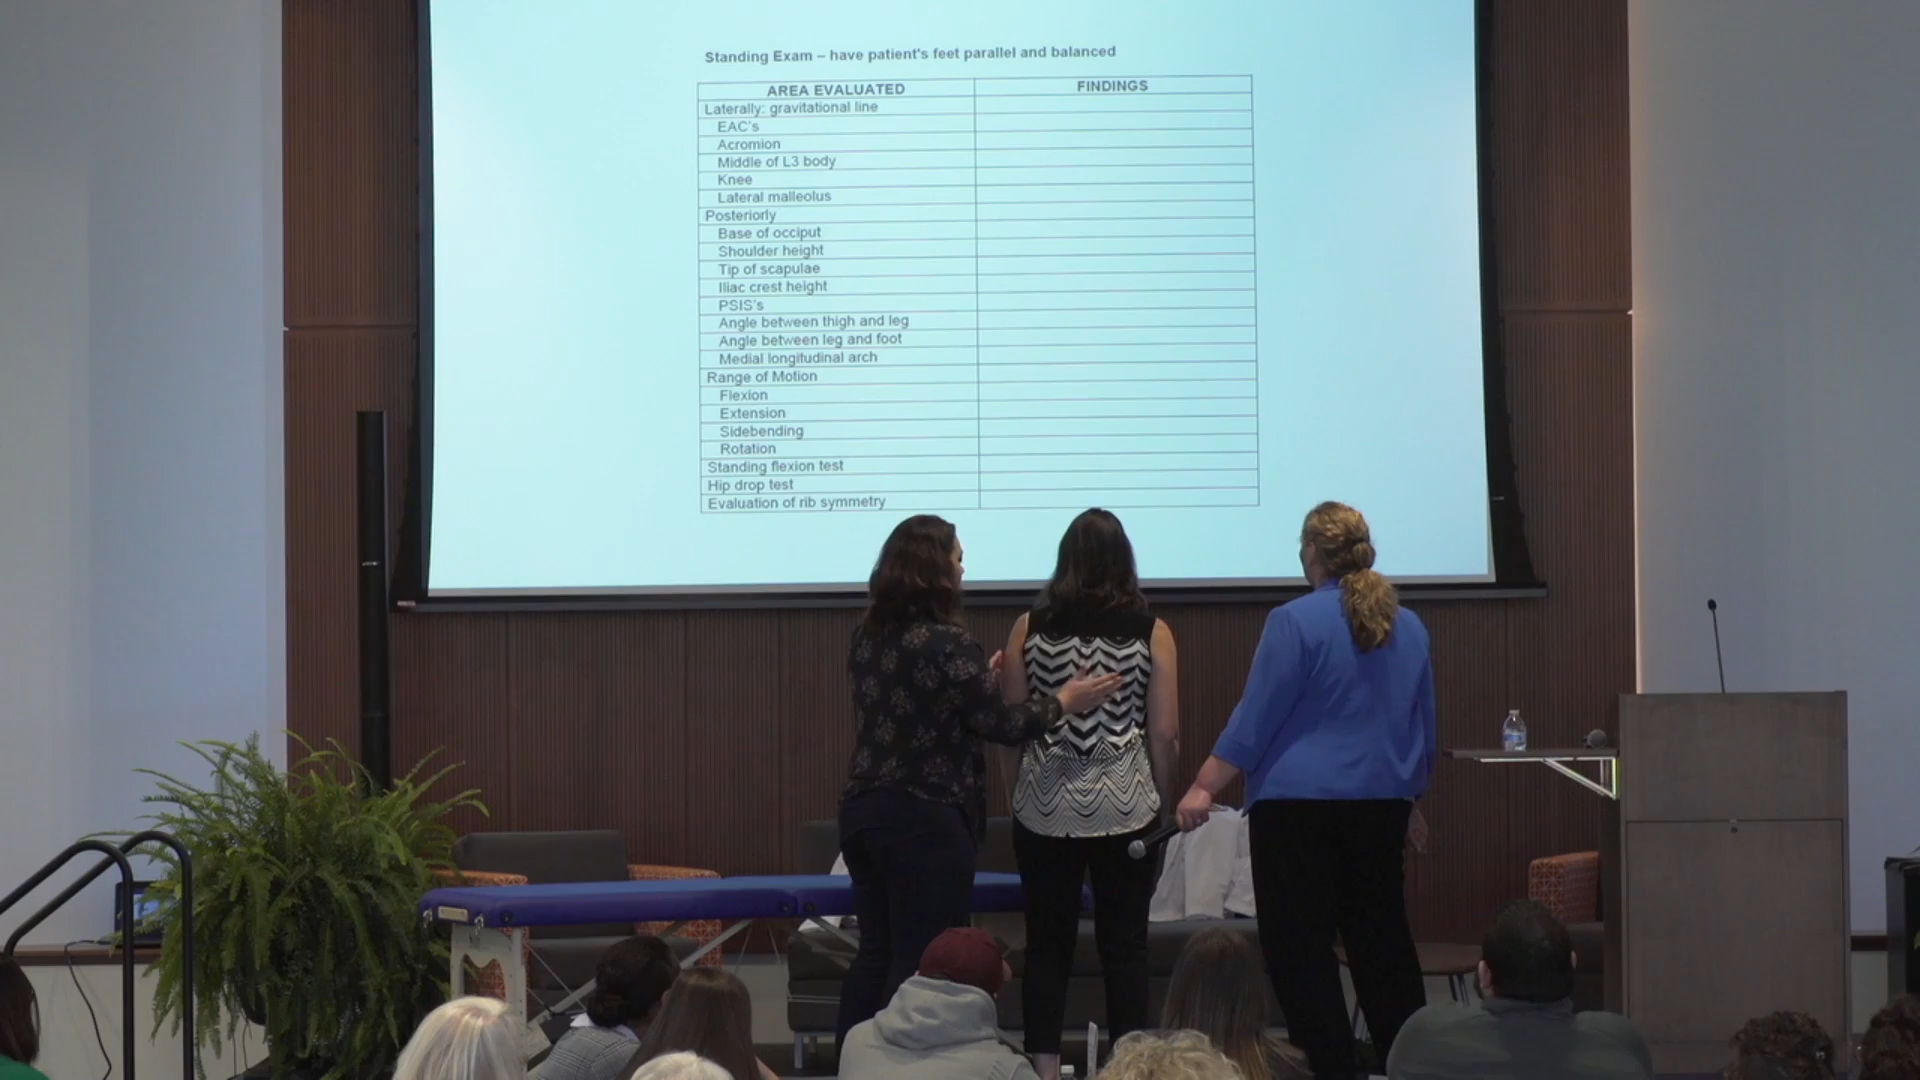 Standing Exam – have patient's feet parallel and balanced
AREA EVALUATED FINDINGS
Laterally: gravitational line
EAC's
Acromion
Middle of L3 body
Knee
Lateral malleolus
Posteriorly
Base of occiput
Shoulder height
Tip of scapulae
Iliac crest height
PSIS's
Angle between thigh and leg
Angle between leg and foot
Medial longitudinal arch
Range of Motion
Flexion
Extension
Sidebending
Rotation
Standing flexion test
Hip drop test
Evaluation of rib symmetry